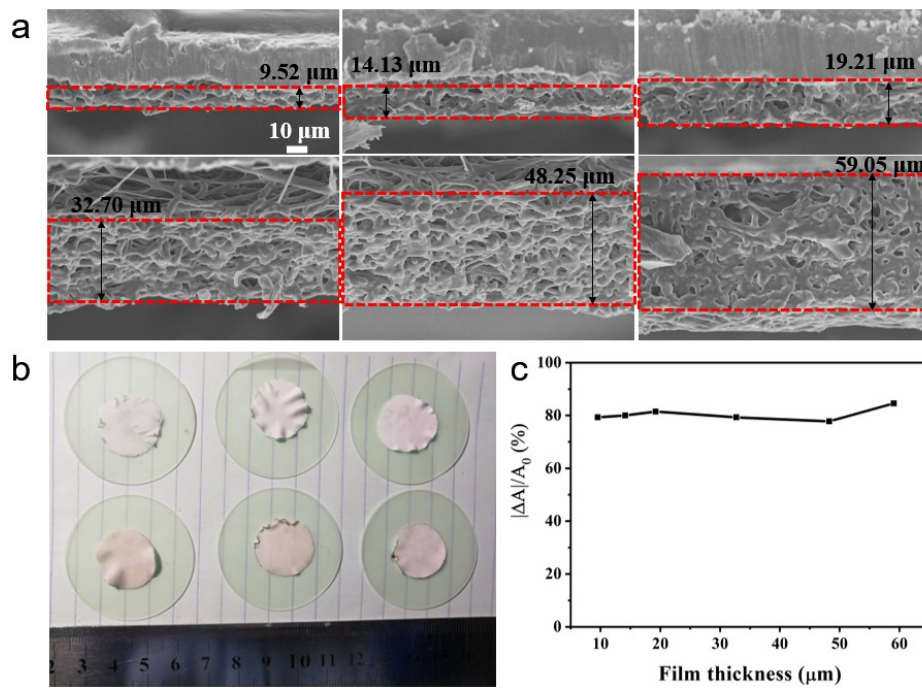 a
9.52 μm
10 μm
14.13 μm
19.21 μm
32.70 μm
48.25 μm
59.05 μm
b
2 3 4 5 6 7 8 9 10 11 12
c
|ΔA|/A₀ (%)
100
80
60
40
20
0
10 20 30 40 50 60
Film thickness (μm)